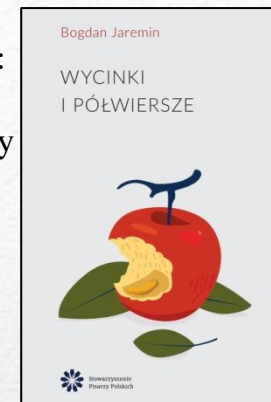 :
y
Bogdan Jaremin
WYCINKI
I PÓŁWIERSZE
Stowarzyszenie
Pisarzy Polskich